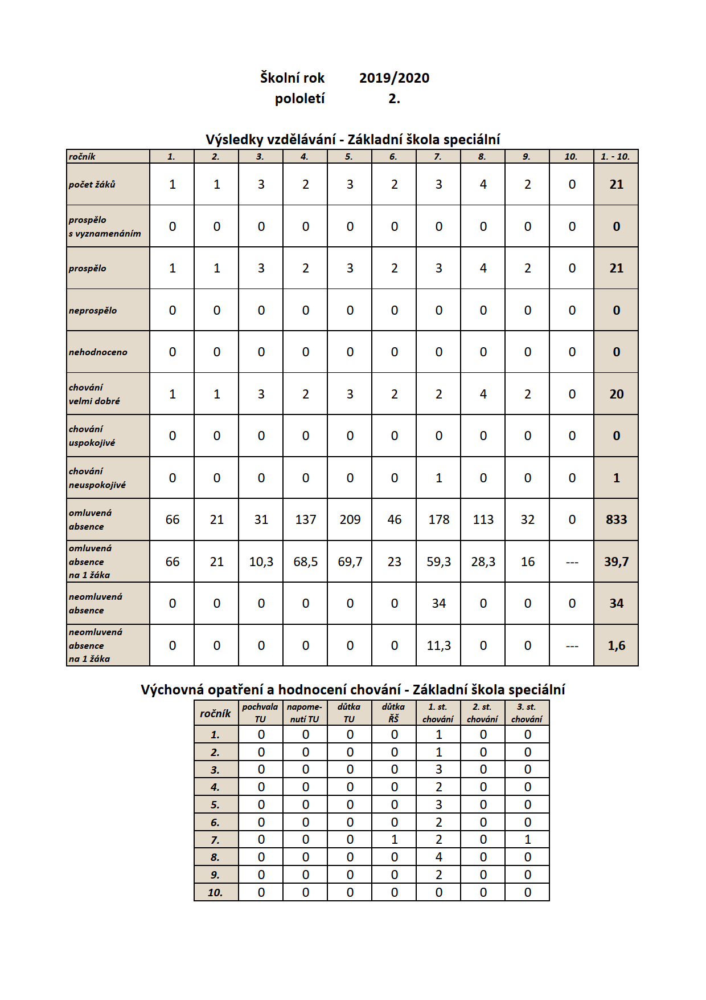 Školní rok 2019/2020
pololetí 2.
Výsledky vzdělávání - Základní škola speciální
ročník 1. 2. 3. 4. 5. 6. 7. 8. 9. 10. 1. - 10.
počet žáků 1 1 3 2 3 2 3 4 2 0 21
prospělo
s vyznamenáním 0 0 0 0 0 0 0 0 0 0 0
prospělo 1 1 3 2 3 2 3 4 2 0 21
neprospělo 0 0 0 0 0 0 0 0 0 0 0
nehodnoceno 0 0 0 0 0 0 0 0 0 0 0
chování
velmi dobré 1 1 3 2 3 2 2 4 2 0 20
chování
uspokojivé 0 0 0 0 0 0 0 0 0 0 0
chování
neuspokojivé 0 0 0 0 0 0 1 0 0 0 1
omluvená
absence 66 21 31 137 209 46 178 113 32 0 833
omluvená
absence
na 1 žáka 66 21 10,3 68,5 69,7 23 59,3 28,3 16 --- 39,7
neomluvená
absence 0 0 0 0 0 0 34 0 0 0 34
neomluvená
absence
na 1 žáka 0 0 0 0 0 0 11,3 0 0 --- 1,6
Výchovná opatření a hodnocení chování - Základní škola speciální
ročník pochvala TU napome-nutí TU důtka TU důtka ŘŠ 1. st. chování 2. st. chování 3. st. chování
1. 0 0 0 0 1 0 0
2. 0 0 0 0 1 0 0
3. 0 0 0 0 3 0 0
4. 0 0 0 0 2 0 0
5. 0 0 0 0 3 0 0
6. 0 0 0 0 2 0 0
7. 0 0 0 1 2 0 1
8. 0 0 0 0 4 0 0
9. 0 0 0 0 2 0 0
10. 0 0 0 0 0 0 0